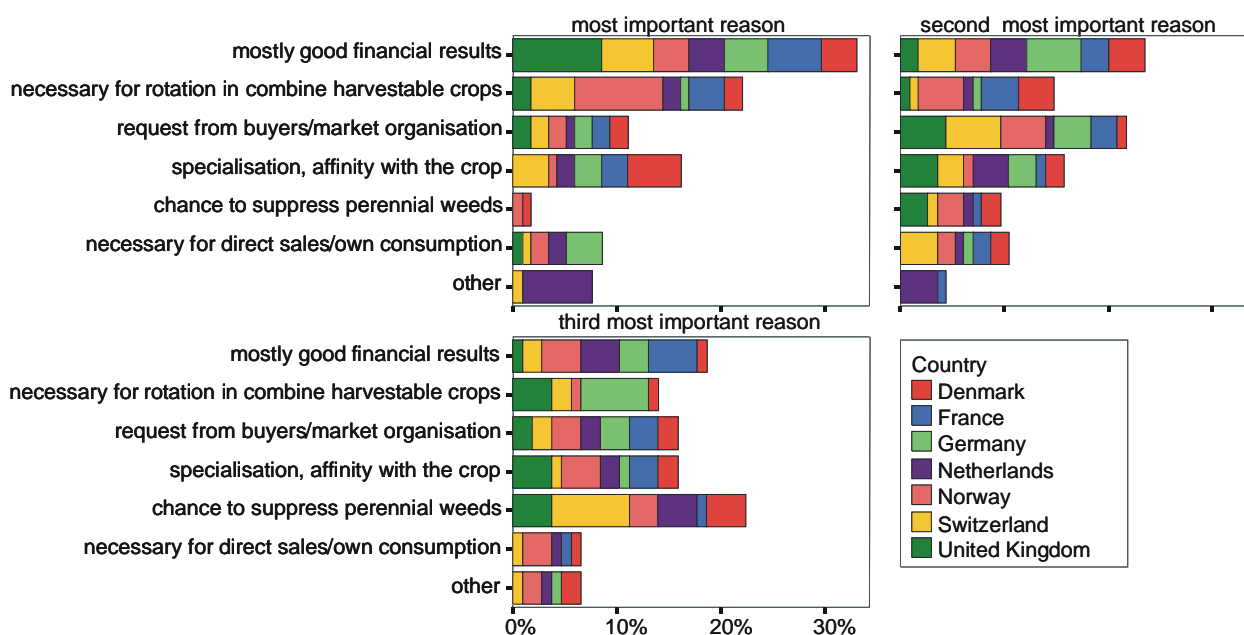 most important reason
second most important reason
mostly good financial results
necessary for rotation in combine harvestable crops
request from buyers/market organisation
specialisation, affinity with the crop
chance to suppress perennial weeds
necessary for direct sales/own consumption
other
third most important reason
mostly good financial results
necessary for rotation in combine harvestable crops
request from buyers/market organisation
specialisation, affinity with the crop
chance to suppress perennial weeds
necessary for direct sales/own consumption
other
0% 10% 20% 30%
Country
Denmark
France
Germany
Netherlands
Norway
Switzerland
United Kingdom